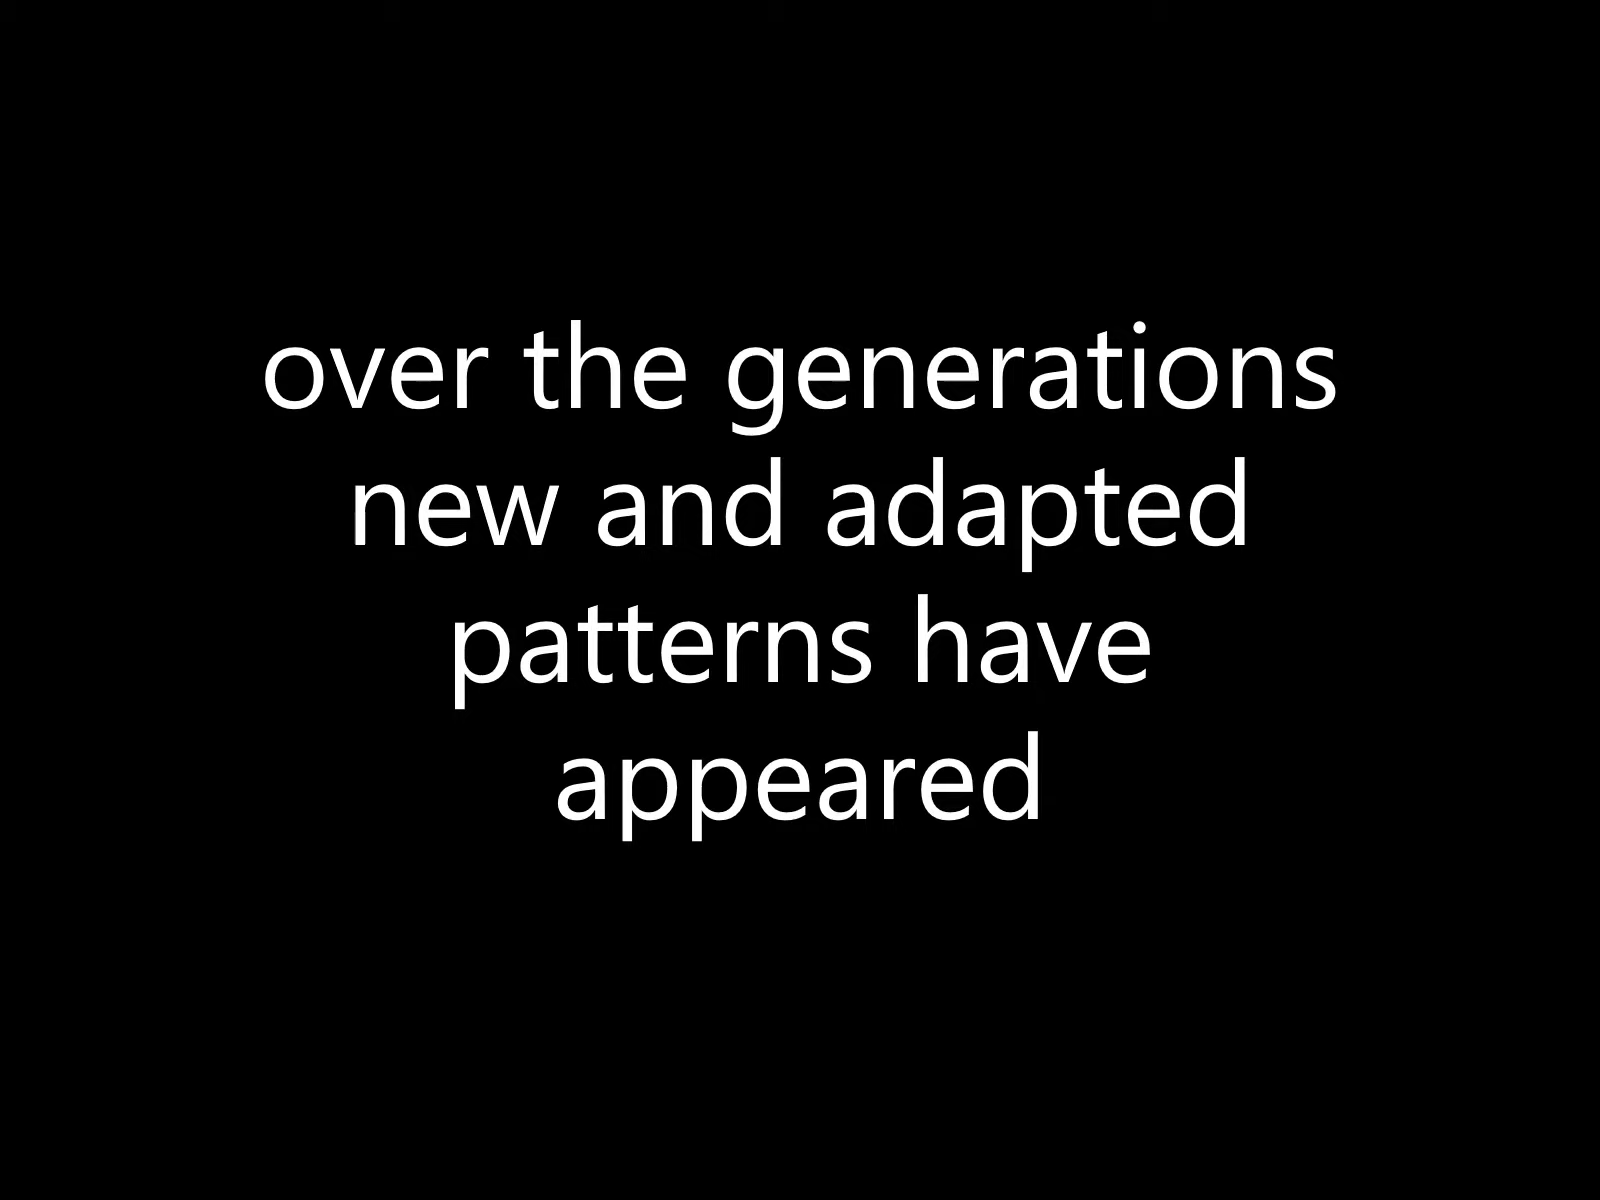 over the generations
new and adapted
patterns have
appeared